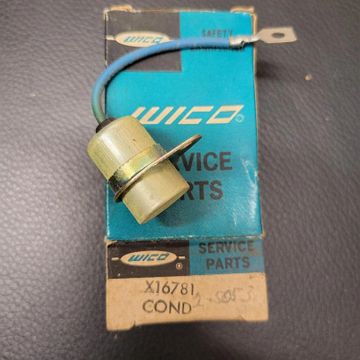 WICO
SAFETY
WICO®
SERVICE
PARTS
WICO
SERVICE
PARTS
X16781
COND